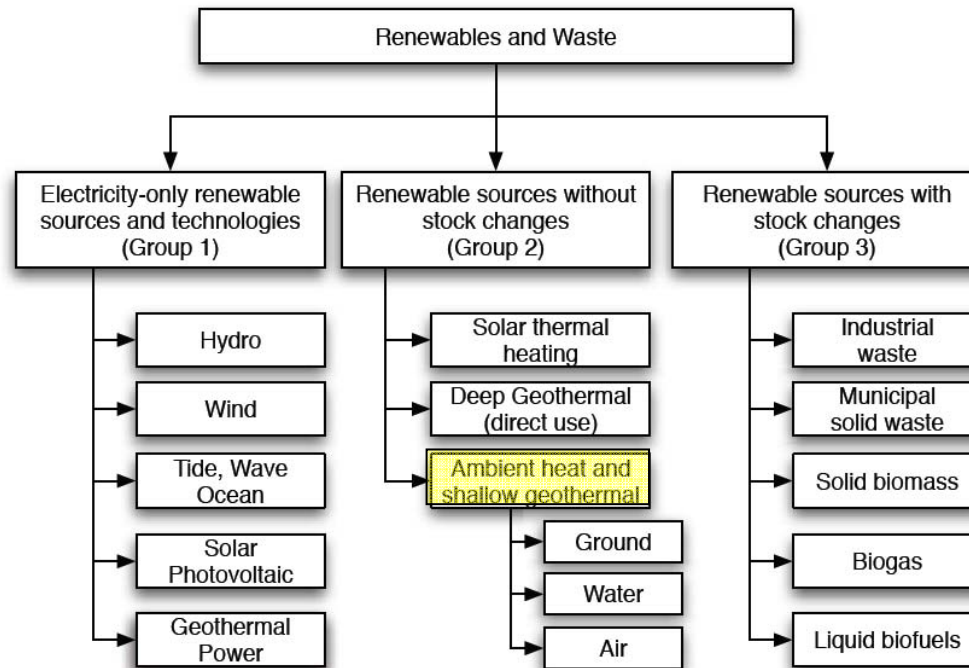 Renewables and Waste
Electricity-only renewable
sources and technologies
(Group 1)
Hydro
Wind
Tide, Wave
Ocean
Solar
Photovoltaic
Geothermal
Power
Renewable sources without
stock changes
(Group 2)
Solar thermal
heating
Deep Geothermal
(direct use)
Ambient heat and
shallow geothermal
Ground
Water
Air
Renewable sources with
stock changes
(Group 3)
Industrial
waste
Municipal
solid waste
Solid biomass
Biogas
Liquid biofuels